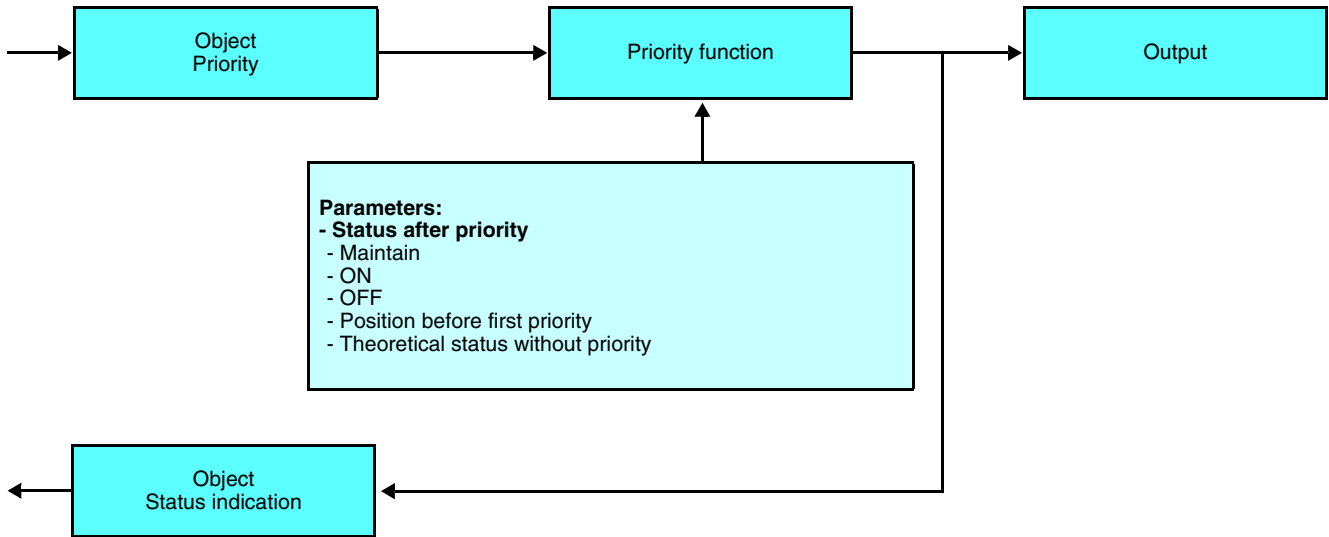 Object
Priority
Priority function
Output
Parameters:
- Status after priority
- Maintain
- ON
- OFF
- Position before first priority
- Theoretical status without priority
Object
Status indication